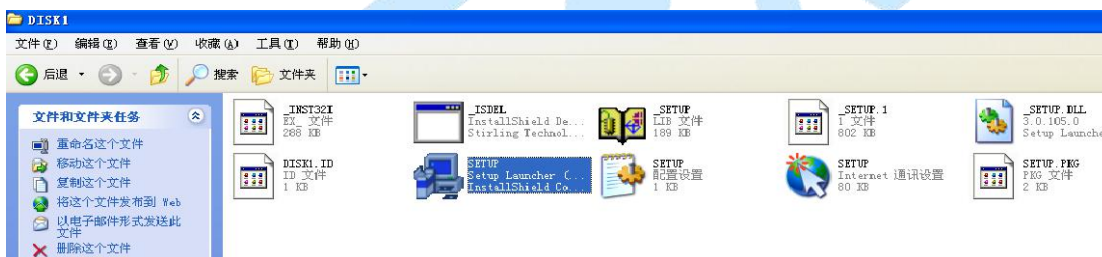 DISK1
文件(F) 编辑(E) 查看(V) 收藏(A) 工具(T) 帮助(H)
后退 搜索 文件夹
文件和文件夹任务
重命名这个文件
移动这个文件
复制这个文件
将这个文件发布到 Web
以电子邮件形式发送此
文件
删除这个文件
_INST32I
EX_ 文件
288 KB
_ISDEL
InstallShield De...
Stirling Technol...
_SETUP
LIB 文件
189 KB
_SETUP.1
1 文件
802 KB
_SETUP.DLL
3.0.105.0
Setup Launche
DISK1.ID
ID 文件
1 KB
SETUP
Setup Launcher (...
InstallShield Co...
SETUP
配置设置
1 KB
SETUP
Internet 通讯设置
80 KB
SETUP.PKG
PKG 文件
2 KB